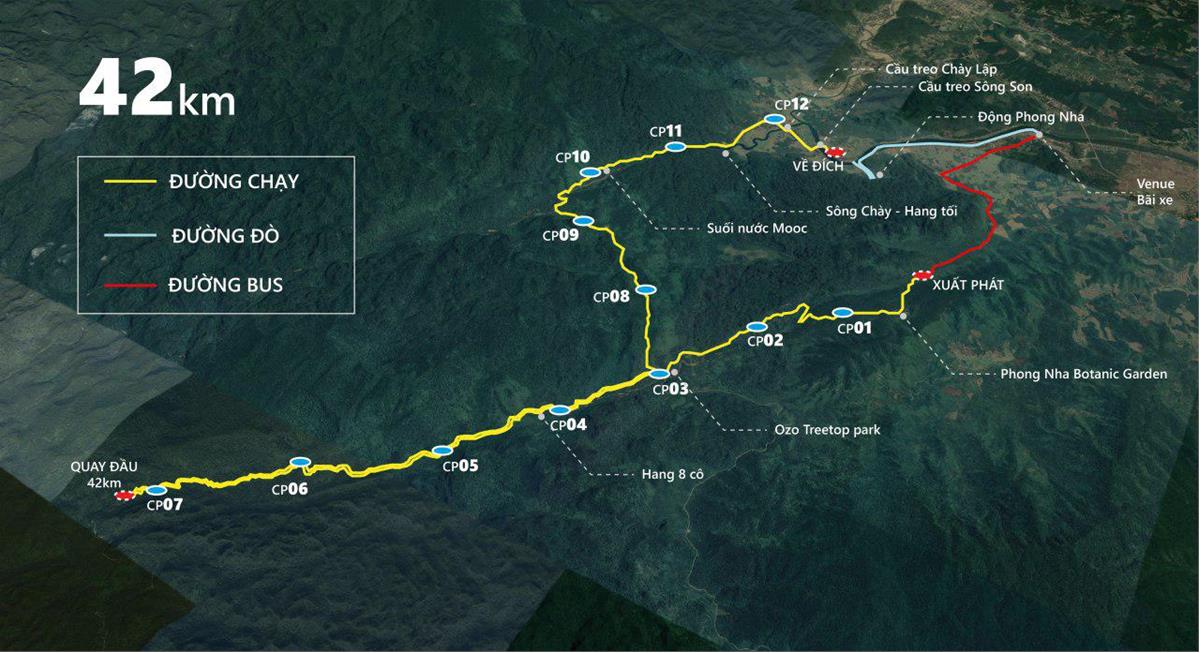 42km
ĐƯỜNG CHẠY
ĐƯỜNG ĐÒ
ĐƯỜNG BUS
Cầu treo Chày Lập
Cầu treo Sông Son
CP12
Động Phong Nha
CP11
CP10
VỀ ĐÍCH
Venue
Bãi xe
Sông Chày - Hang tối
Suối nước Mooc
CP09
XUẤT PHÁT
CP08
CP01
CP02
Phong Nha Botanic Garden
CP03
CP04
Ozo Treetop park
QUAY ĐẦU
42km
CP05
Hang 8 cô
CP06
CP07